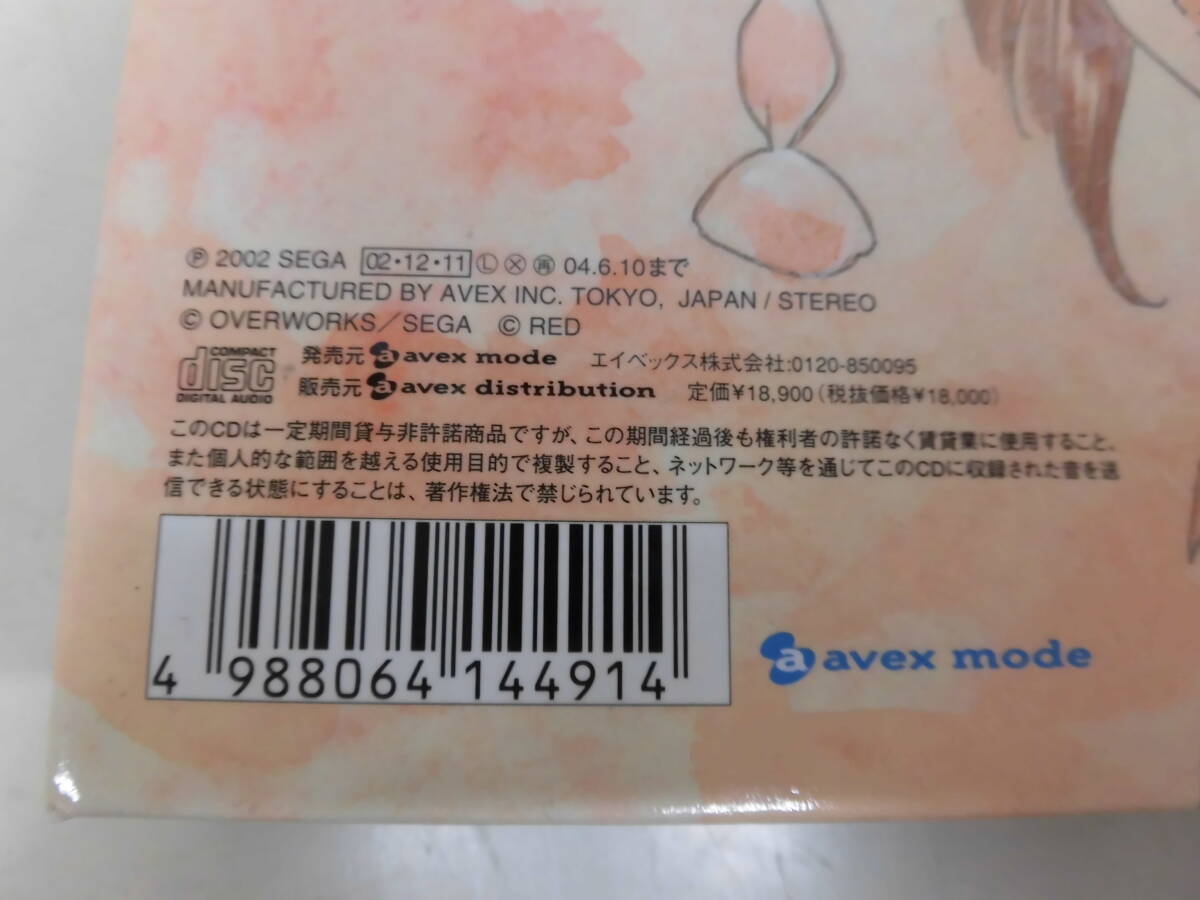 Ⓟ 2002 SEGA 02・12・11 Ⓛ Ⓧ 再 04.6.10まで
MANUFACTURED BY AVEX INC. TOKYO, JAPAN / STEREO
© OVERWORKS／SEGA © RED
COMPACT disc DIGITAL AUDIO
発売元 a avex mode エイベックス株式会社:0120-850095
販売元 a avex distribution 定価¥18,900（税抜価格¥18,000）
このCDは一定期間貸与非許諾商品ですが、この期間経過後も権利者の許諾なく賃貸業に使用すること、
また個人的な範囲を越える使用目的で複製すること、ネットワーク等を通じてこのCDに収録された音を送
信できる状態にすることは、著作権法で禁じられています。
4 988064 144914
a avex mode